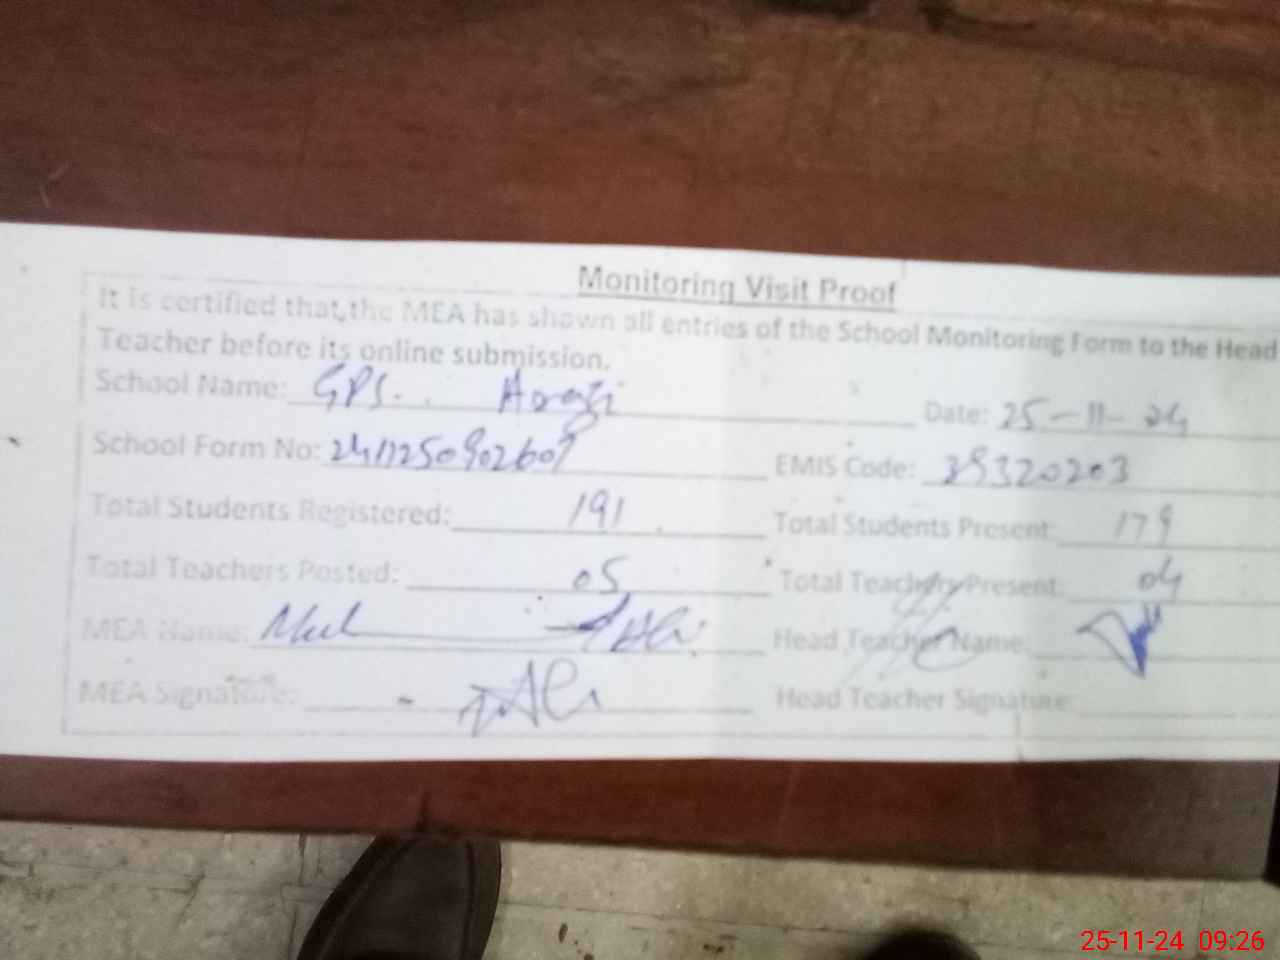 Monitoring Visit Proof
It is certified that the MEA has shown all entries of the School Monitoring Form to the Head
Teacher before its online submission.
School Name: GPS. Date: 25-11-24
School Form No: EMIS Code: 39320203
Total Students Registered: 191 Total Students Present: 179
Total Teachers Posted: 05 Total Teachers Present: 04
MEA Name: Ali Head Teacher Name:
MEA Signature: Head Teacher Signature:
25-11-24 09:26